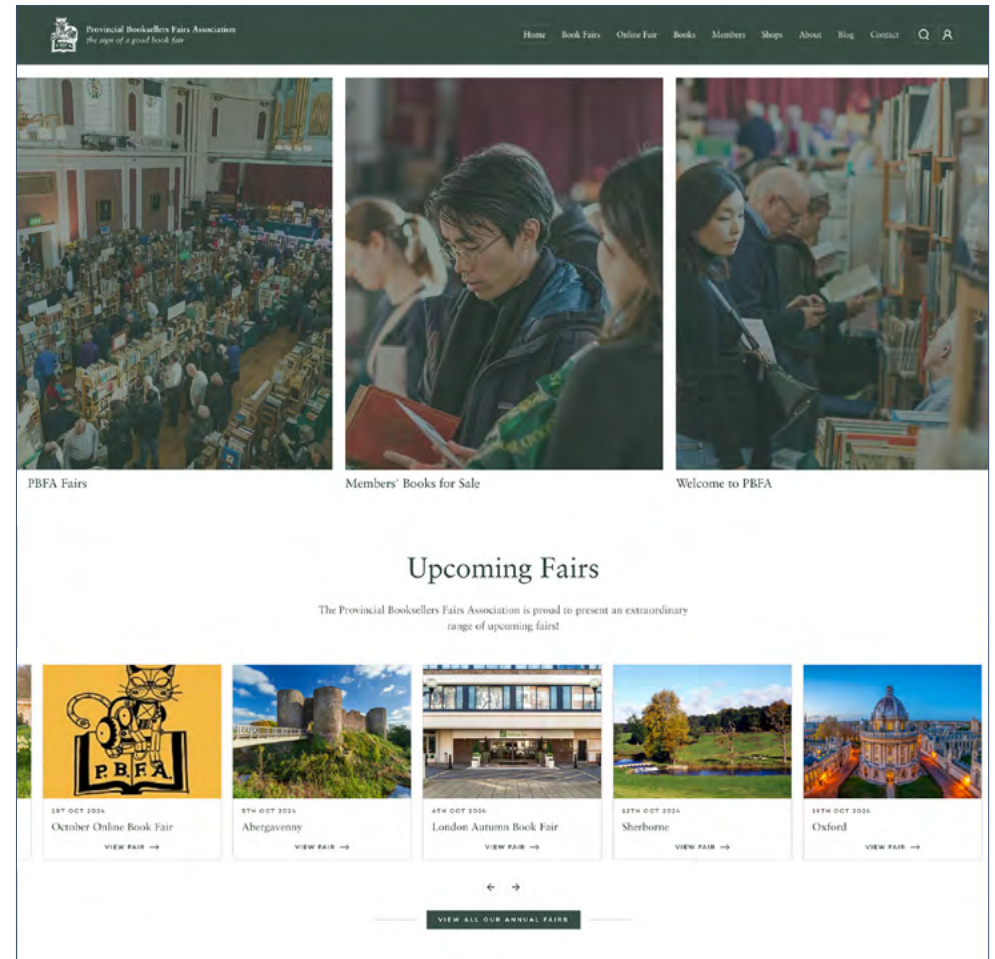 Provincial Booksellers Fairs Association
the sign of a good book fair
P.B.F.A.
Home Book Fairs Online Fair Books Members Shops About Blog Contact
PBFA Fairs
Members' Books for Sale
Welcome to PBFA
Upcoming Fairs
The Provincial Booksellers Fairs Association is proud to present an extraordinary
range of upcoming fairs!
P.B.F.A.
1ST OCT 2024
October Online Book Fair
VIEW FAIR →
5TH OCT 2024
Abergavenny
VIEW FAIR →
6TH OCT 2024
London Autumn Book Fair
VIEW FAIR →
12TH OCT 2024
Sherborne
VIEW FAIR →
19TH OCT 2024
Oxford
VIEW FAIR →
← →
VIEW ALL OUR ANNUAL FAIRS